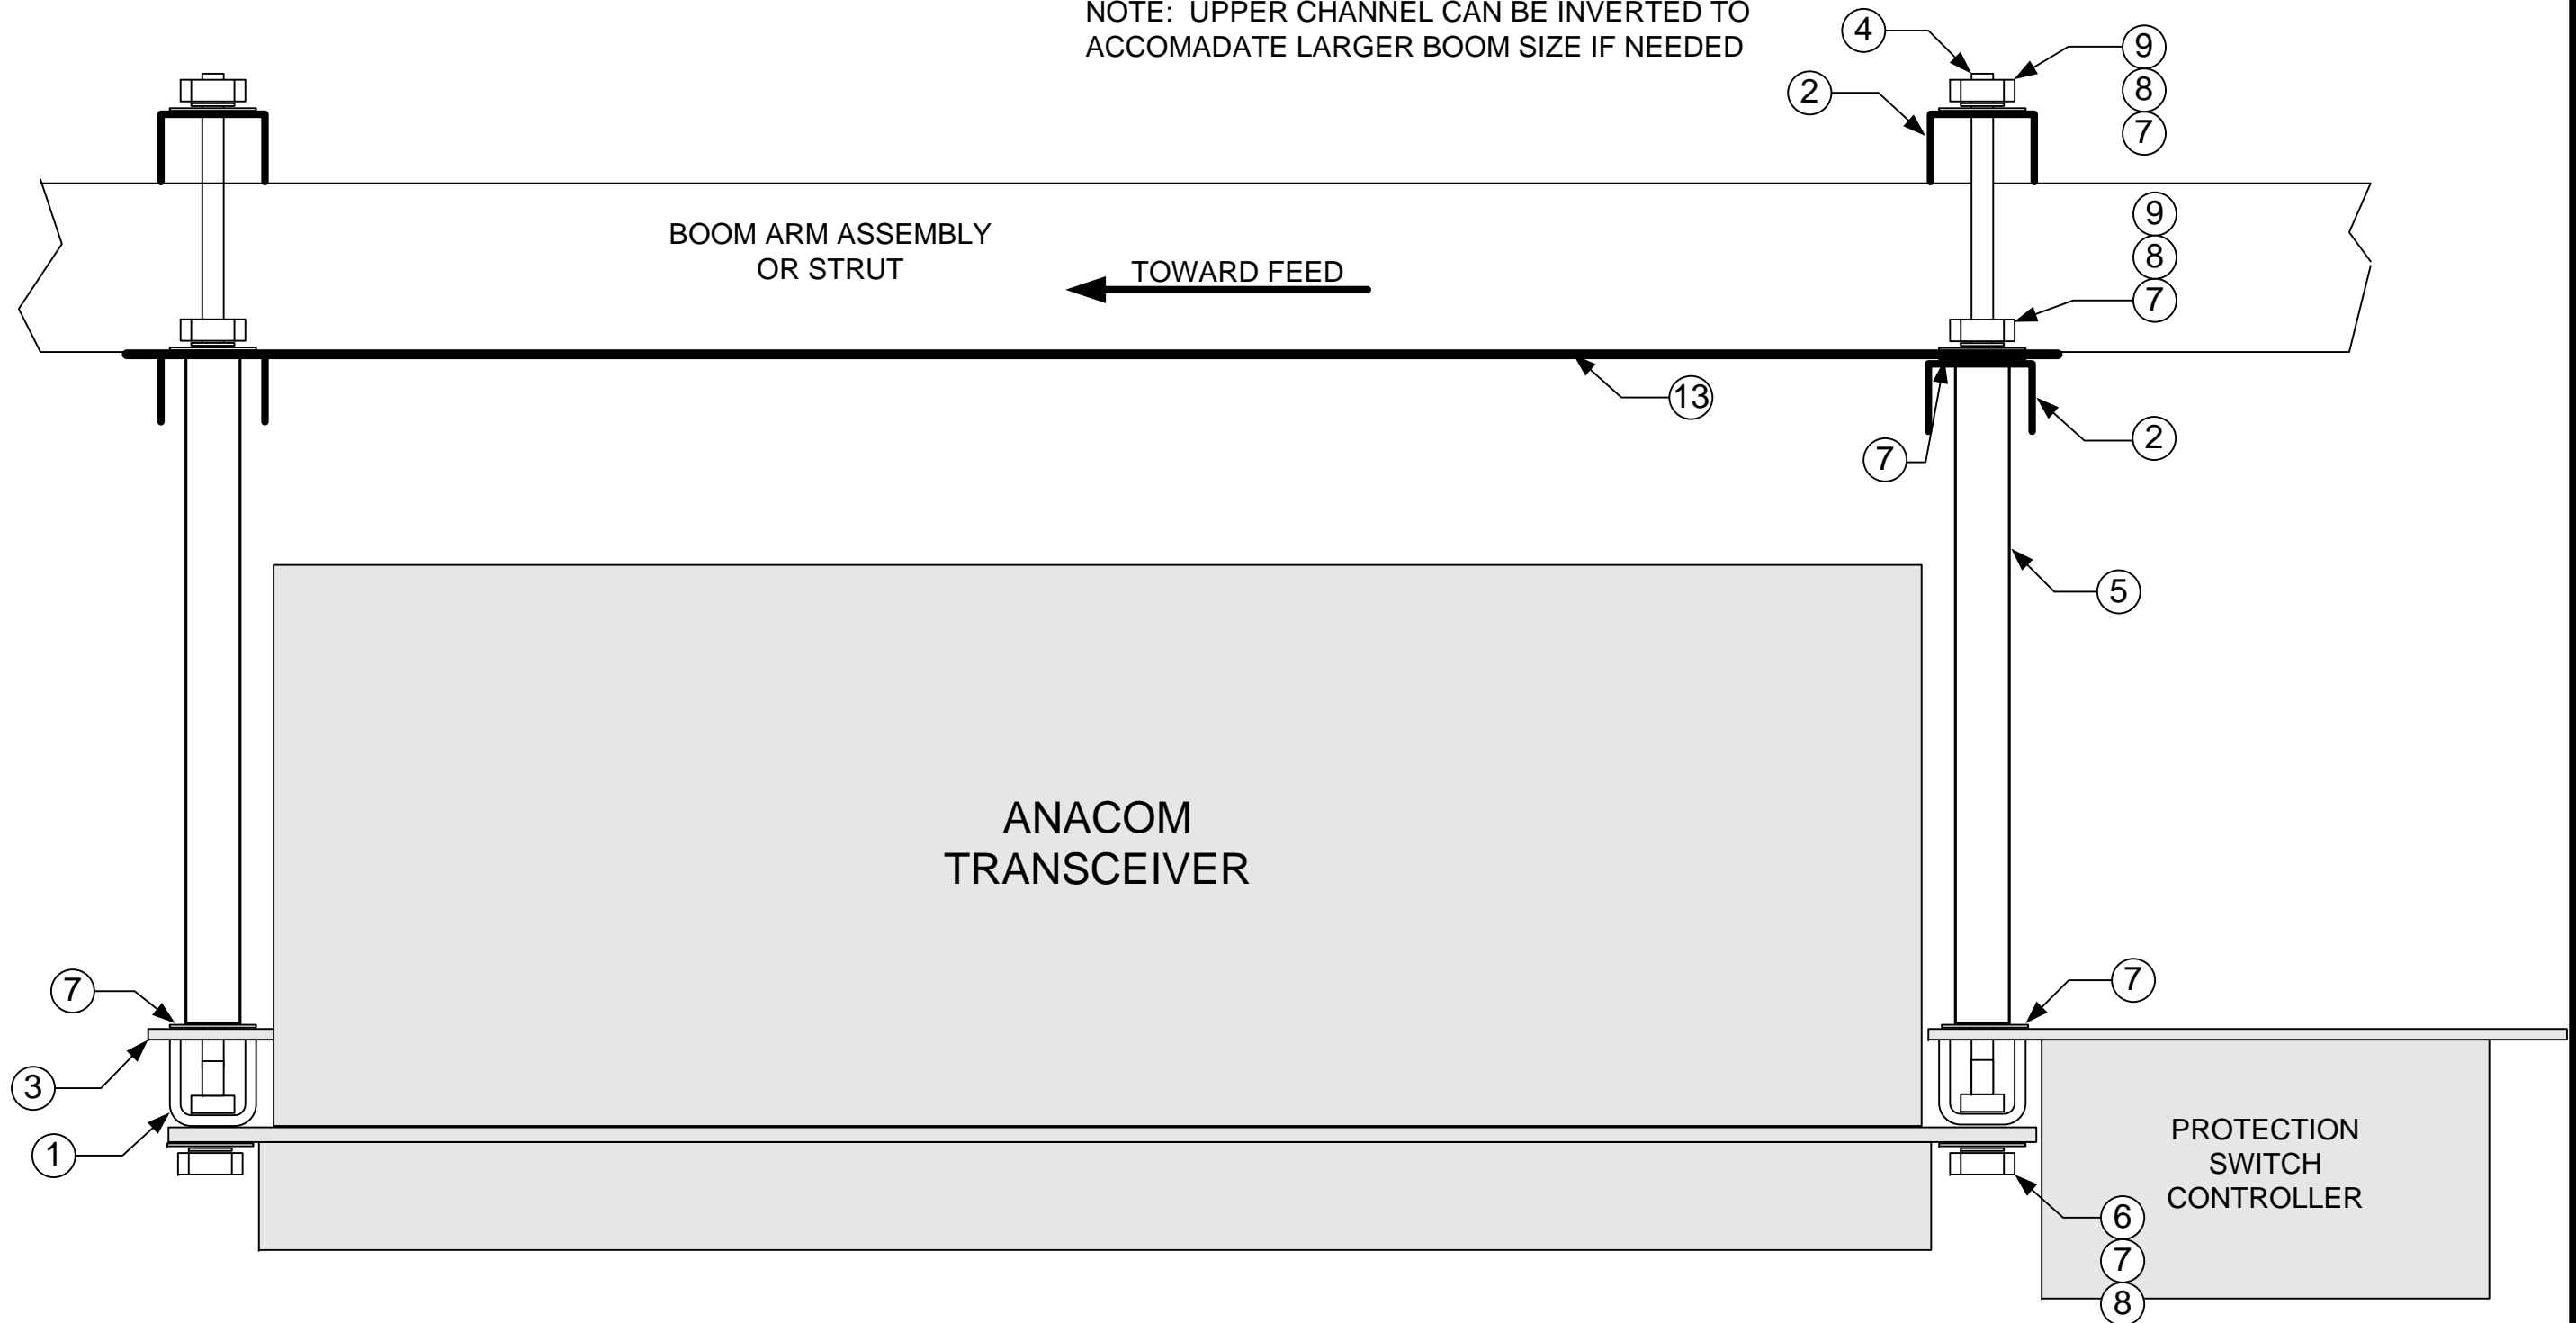 NOTE: UPPER CHANNEL CAN BE INVERTED TO
ACCOMADATE LARGER BOOM SIZE IF NEEDED
4
9
8
7
2
BOOM ARM ASSEMBLY
OR STRUT
TOWARD FEED
9
8
7
13
2
7
5
ANACOM
TRANSCEIVER
7
7
3
1
PROTECTION
SWITCH
CONTROLLER
6
7
8